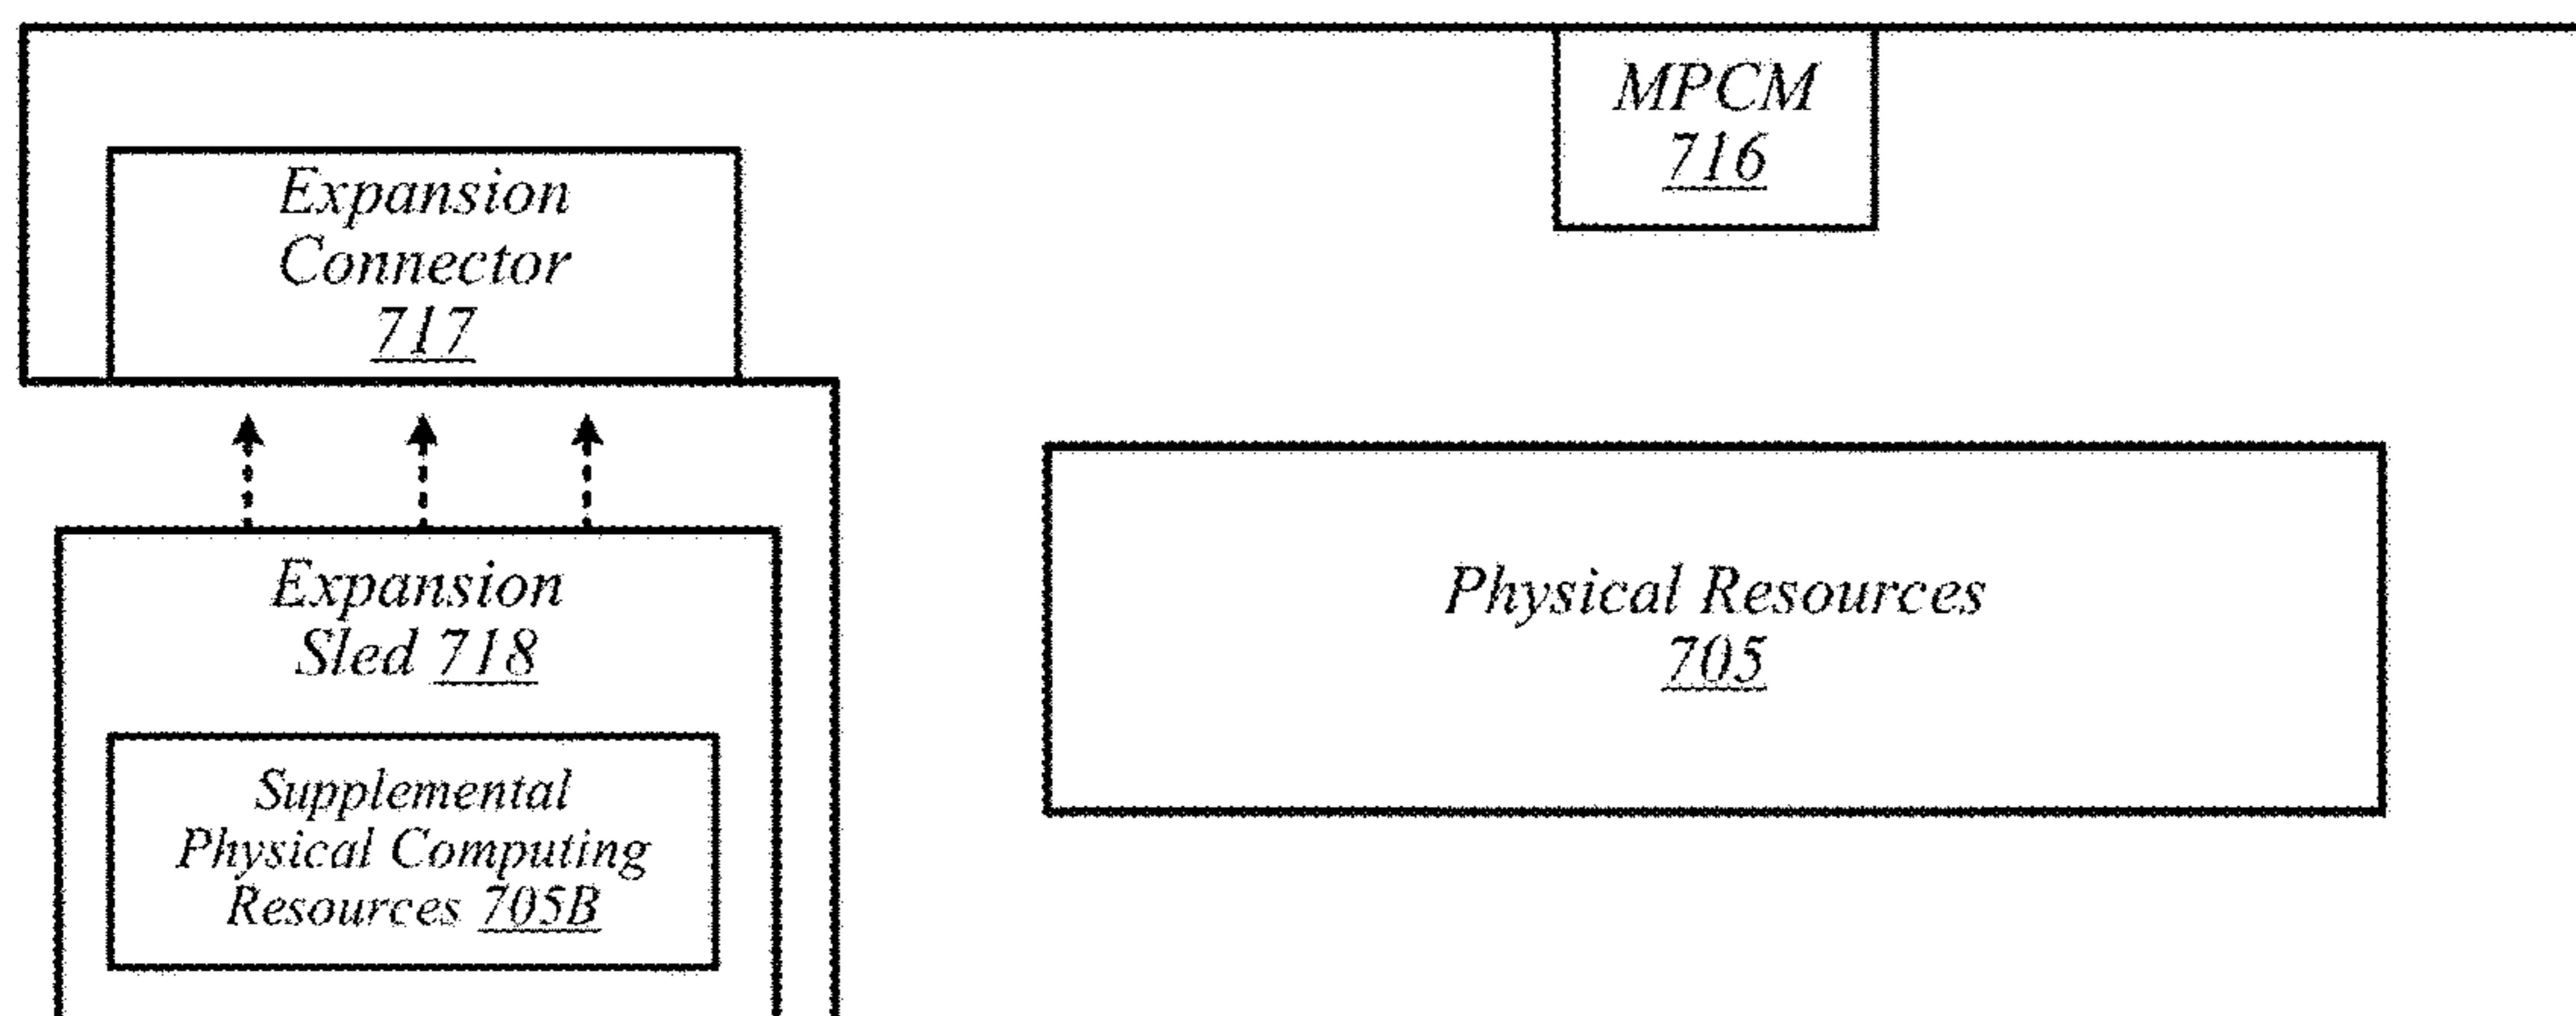 MPCM
716
Expansion
Connector
717
Expansion
Sled 718
Physical Resources
705
Supplemental
Physical Computing
Resources 705B